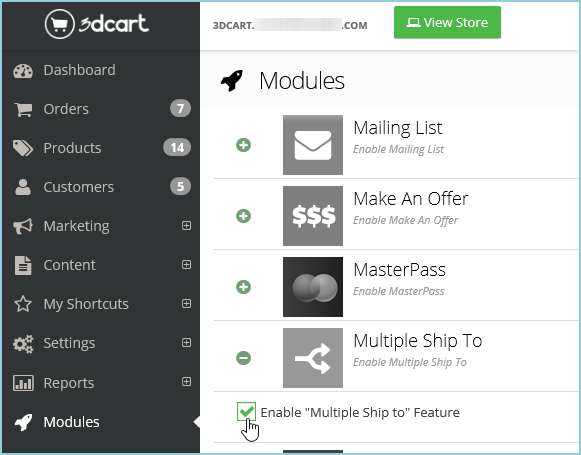 3dcart
3DCART. .COM
View Store
Dashboard
Orders 7
Products 14
Customers 5
Marketing
Content
My Shortcuts
Settings
Reports
Modules
Modules
Mailing List
Enable Mailing List
$$$
Make An Offer
Enable Make An Offer
MasterPass
Enable MasterPass
Multiple Ship To
Enable Multiple Ship To
Enable "Multiple Ship to" Feature